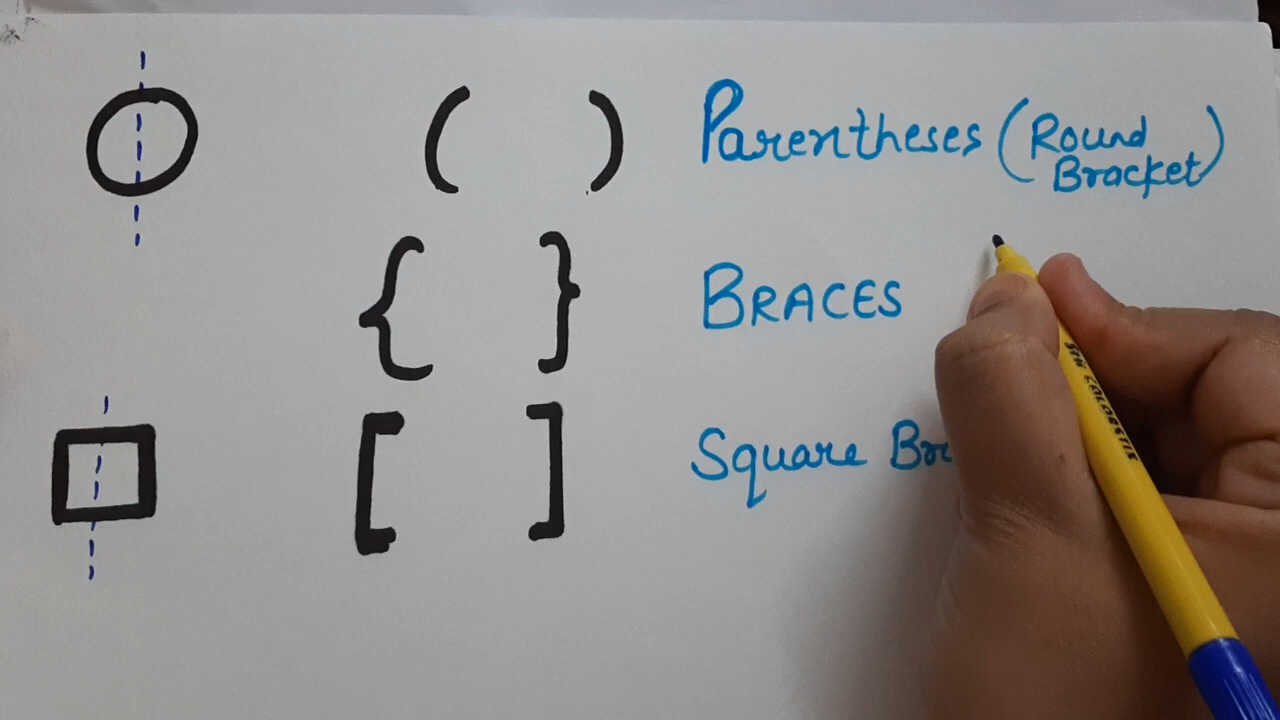 ( ) Parentheses (Round
Bracket)
{ } BRACES
[ ] Square